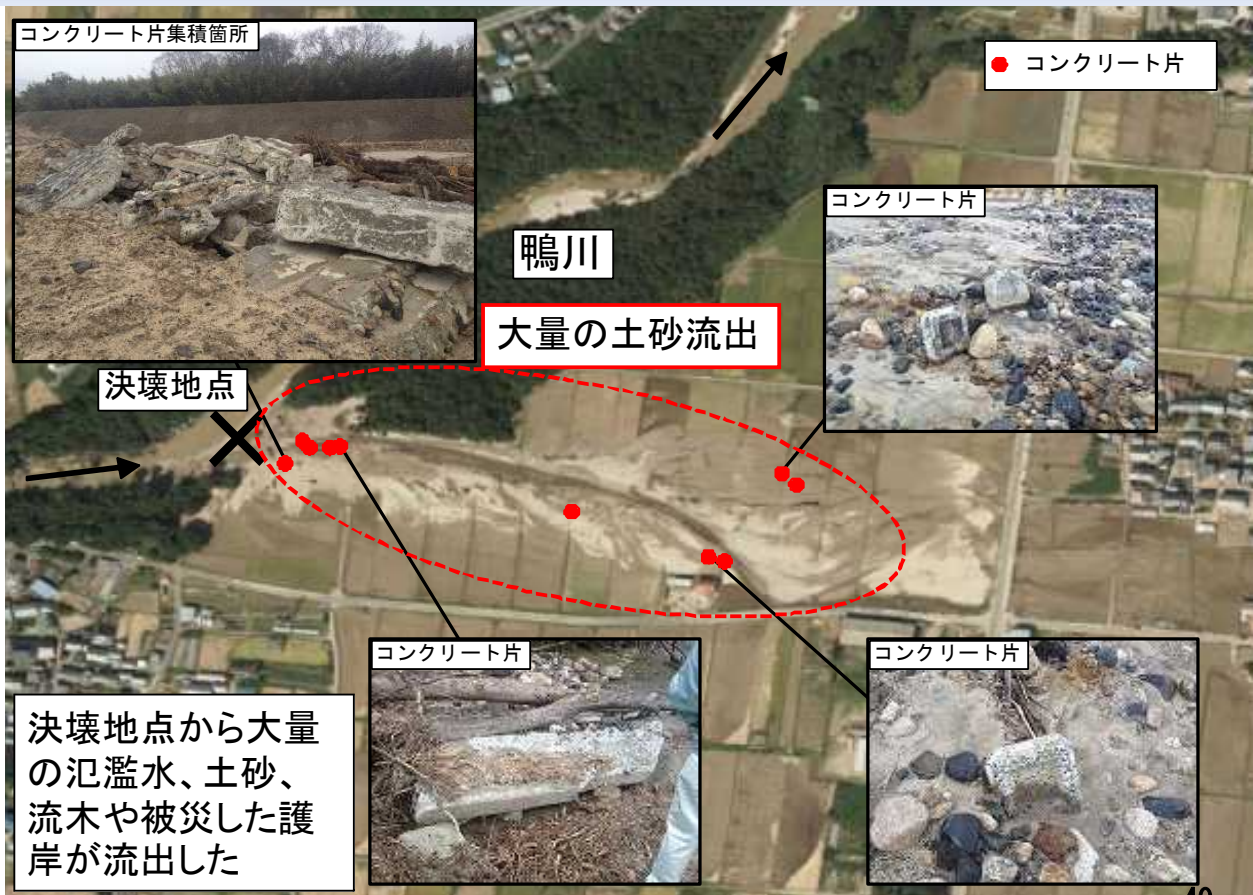 コンクリート片集積箇所
コンクリート片
コンクリート片
鴨川
大量の土砂流出
決壊地点
コンクリート片
コンクリート片
決壊地点から大量
の氾濫水、土砂、
流木や被災した護
岸が流出した